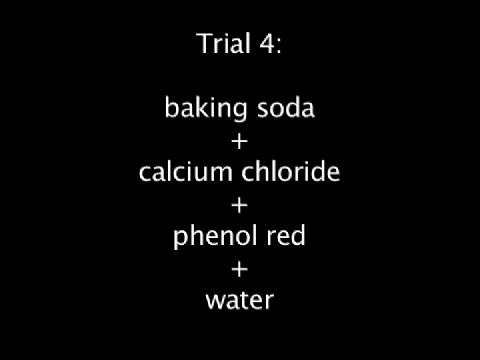 Trial 4:
baking soda
+
calcium chloride
+
phenol red
+
water